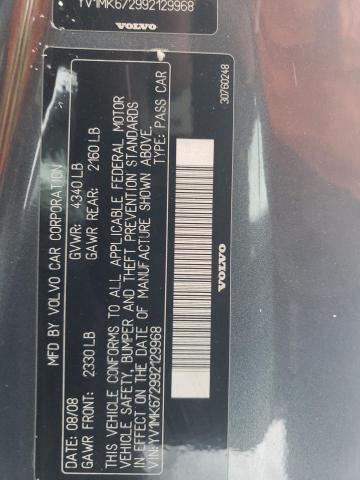 YV1MK672992129968
VOLVO
MFD BY VOLVO CAR CORPORATION
DATE: 08/08 GVWR: 4340 LB
GAWR FRONT: 2330 LB GAWR REAR: 2160 LB
THIS VEHICLE CONFORMS TO ALL APPLICABLE FEDERAL MOTOR
VEHICLE SAFETY, BUMPER AND THEFT PREVENTION STANDARDS
IN EFFECT ON THE DATE OF MANUFACTURE SHOWN ABOVE.
VIN:YV1MK672992129968 TYPE: PASS CAR
VOLVO
30760248